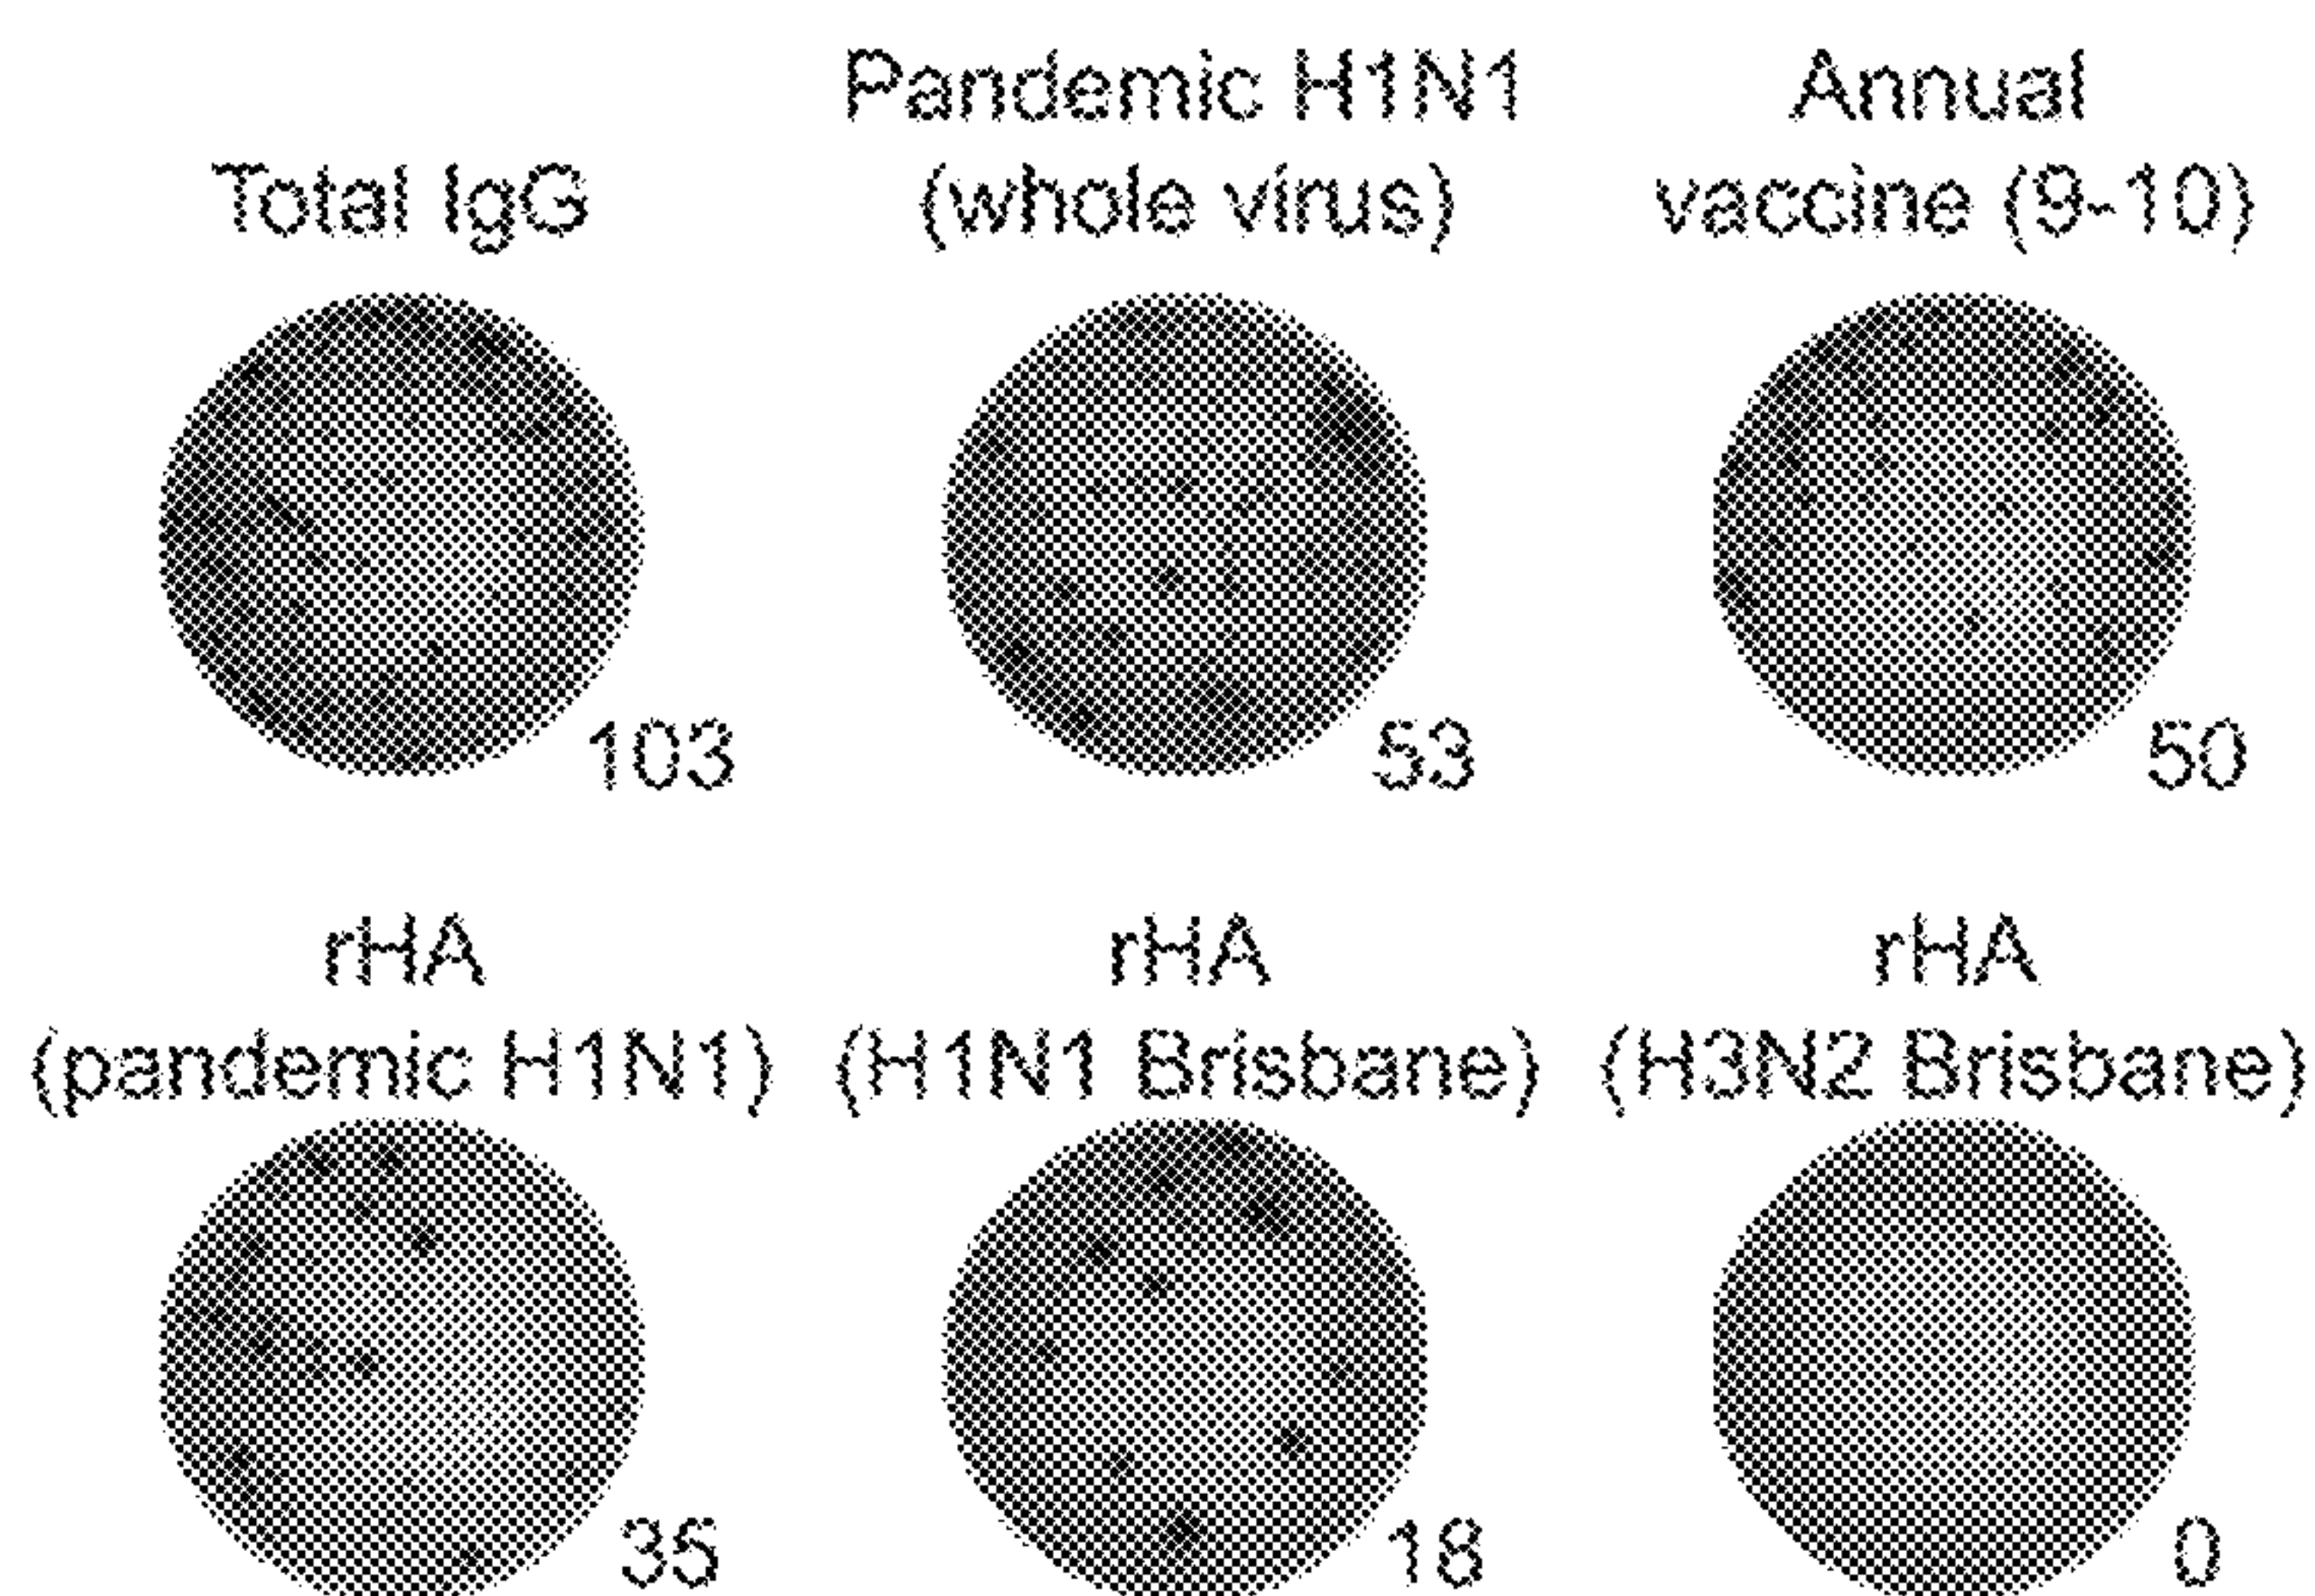 Total IgG
Pandemic H1N1
(whole virus)
Annual
vaccine (9-10)
103
53
50
rHA
(pandemic H1N1)
rHA
(H1N1 Brisbane)
rHA
(H3N2 Brisbane)
35
18
0